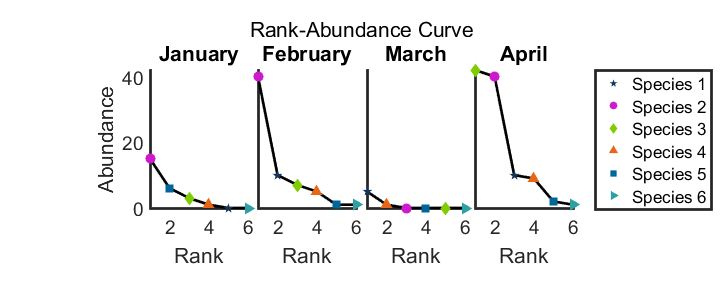 Rank-Abundance Curve
January February March April
Abundance
40
20
0
2 4 6 2 4 6 2 4 6 2 4 6
Rank Rank Rank Rank
Species 1
Species 2
Species 3
Species 4
Species 5
Species 6